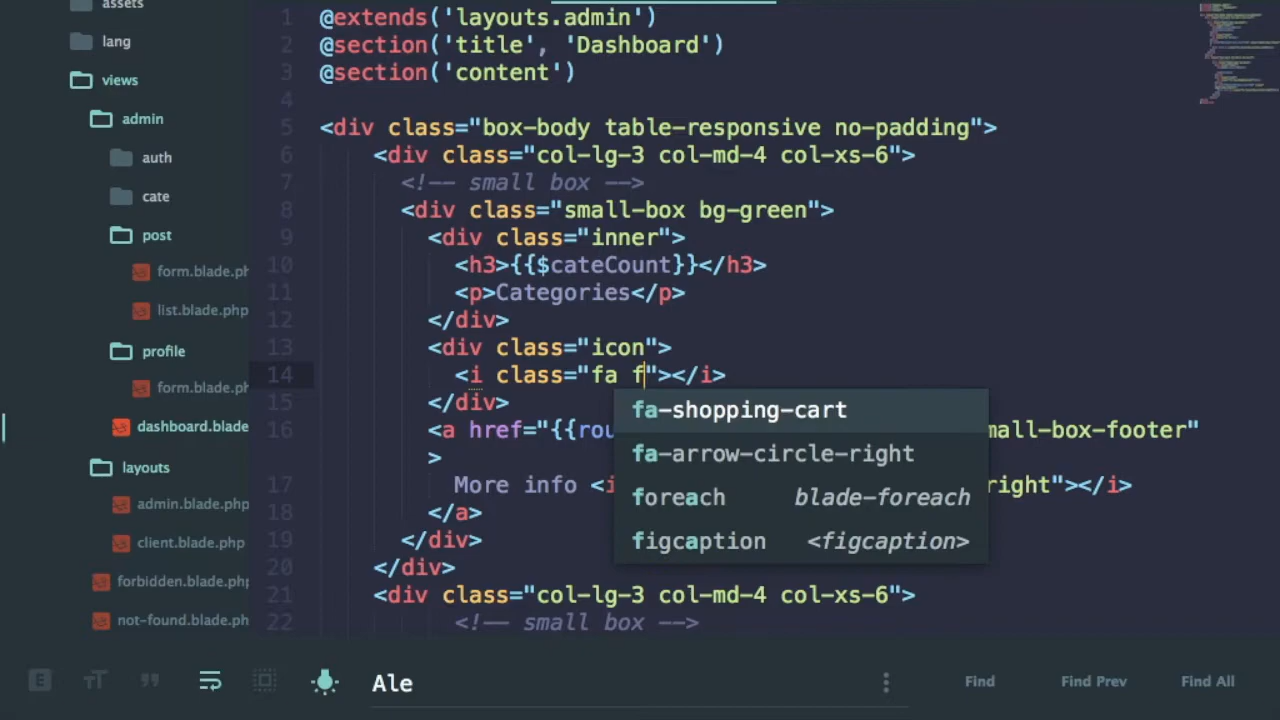 assets
lang
views
admin
auth
cate
post
form.blade.ph
list.blade.php
profile
form.blade.ph
dashboard.blade
layouts
admin.blade.php
client.blade.php
forbidden.blade.php
not-found.blade.php
1 @extends('layouts.admin')
2 @section('title', 'Dashboard')
3 @section('content')
4
5 <div class="box-body table-responsive no-padding">
6 <div class="col-lg-3 col-md-4 col-xs-6">
7 <!-- small box -->
8 <div class="small-box bg-green">
9 <div class="inner">
10 <h3>{{$cateCount}}</h3>
11 <p>Categories</p>
12 </div>
13 <div class="icon">
14 <i class="fa f"></i>
15 </div>
16 <a href="{{rou mall-box-footer"
>
17 More info <i right"></i>
18 </a>
19 </div>
20 </div>
21 <div class="col-lg-3 col-md-4 col-xs-6">
22 <!-- small box -->
fa-shopping-cart
fa-arrow-circle-right
foreach blade-foreach
figcaption <figcaption>
Ale
Find Find Prev Find All